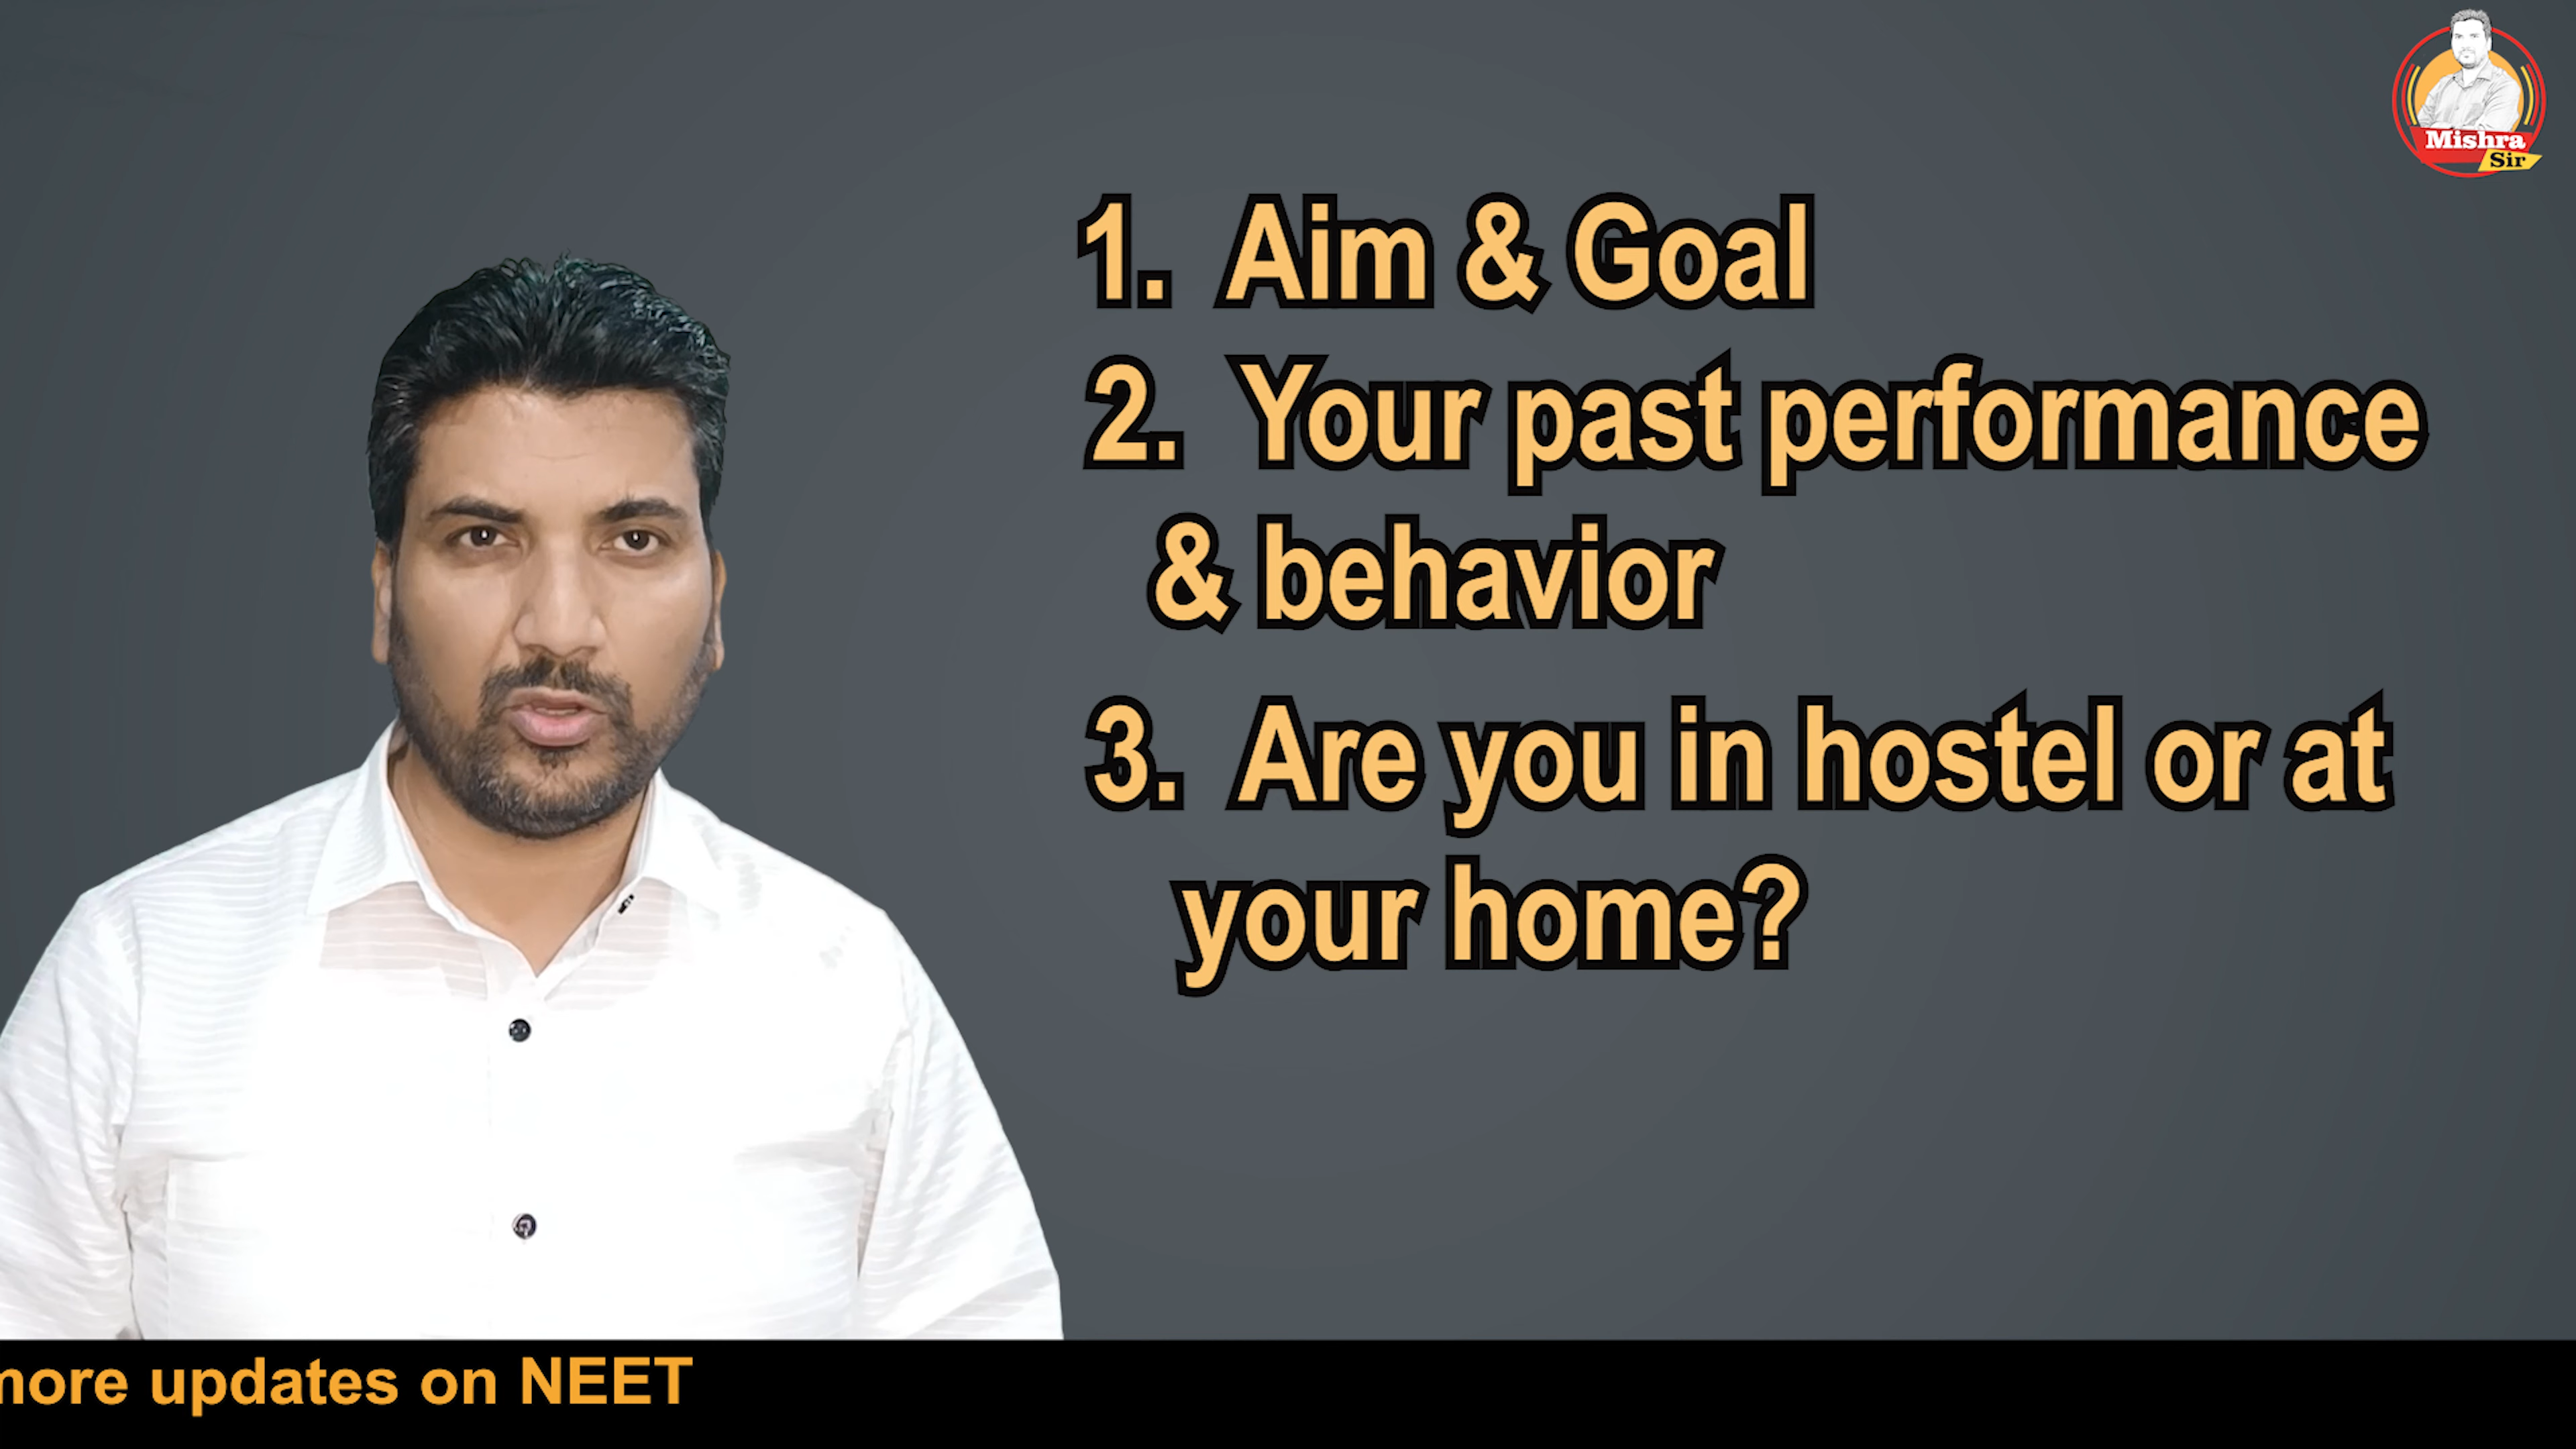 Mishra
Sir
1. Aim & Goal
2. Your past performance
& behavior
3. Are you in hostel or at
your home?
more updates on NEET